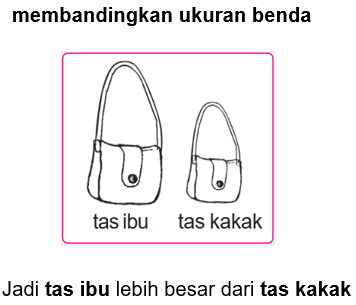 membandingkan ukuran benda
tas ibu tas kakak
Jadi tas ibu lebih besar dari tas kakak